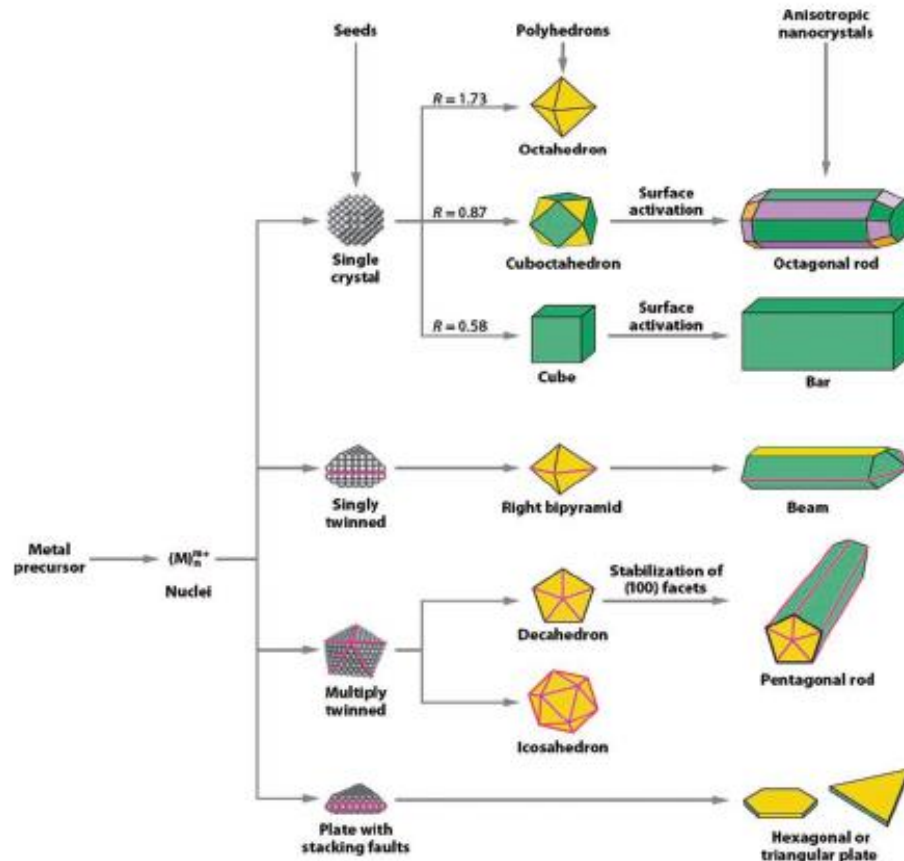 Seeds
Polyhedrons
Anisotropic
nanocrystals
R = 1.73
Octahedron
R = 0.87
Surface
activation
Single
crystal
Cuboctahedron
Octagonal rod
R = 0.58
Surface
activation
Cube
Bar
Singly
twinned
Right bipyramid
Beam
Metal
precursor
(M)ₙᵐ⁺
Nuclei
Stabilization of
(100) facets
Decahedron
Multiply
twinned
Pentagonal rod
Icosahedron
Plate with
stacking faults
Hexagonal or
triangular plate